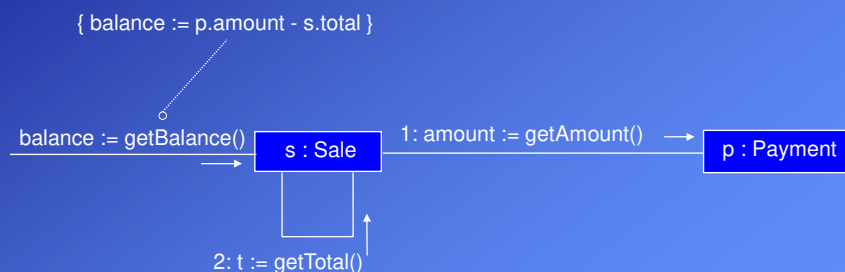 { balance := p.amount - s.total }
balance := getBalance()
s : Sale
1: amount := getAmount()
p : Payment
2: t := getTotal()